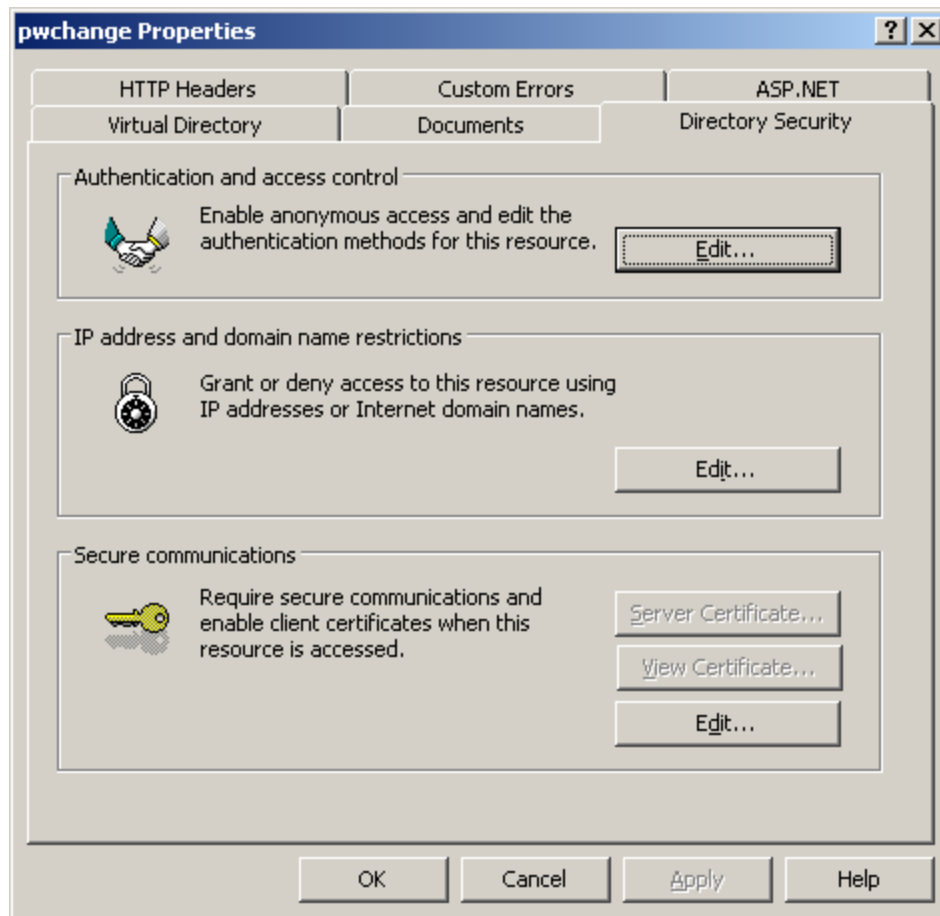 pwchange Properties
HTTP Headers
Custom Errors
ASP.NET
Virtual Directory
Documents
Directory Security
Authentication and access control
Enable anonymous access and edit the
authentication methods for this resource.
Edit...
IP address and domain name restrictions
Grant or deny access to this resource using
IP addresses or Internet domain names.
Edit...
Secure communications
Require secure communications and
enable client certificates when this
resource is accessed.
Server Certificate...
View Certificate...
Edit...
OK
Cancel
Apply
Help